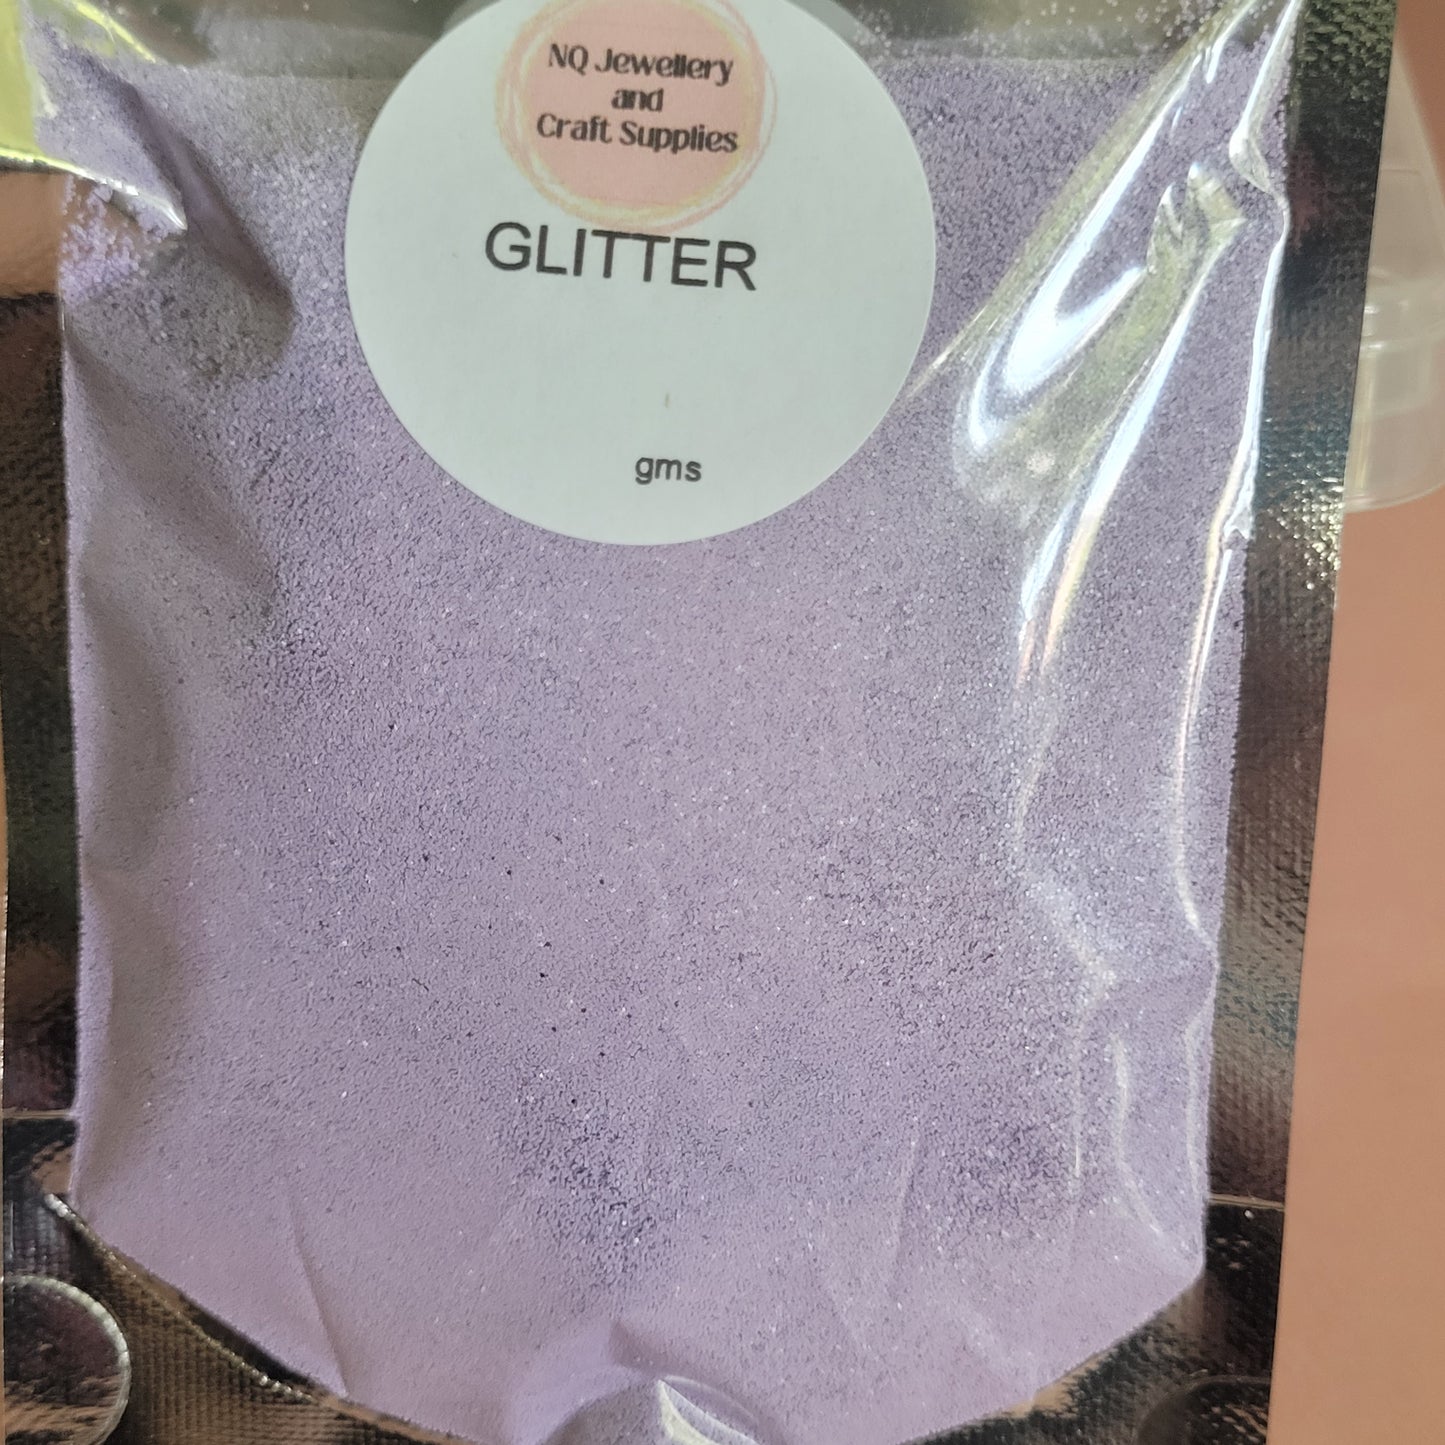 NQ Jewellery
and
Craft Supplies
GLITTER
gms